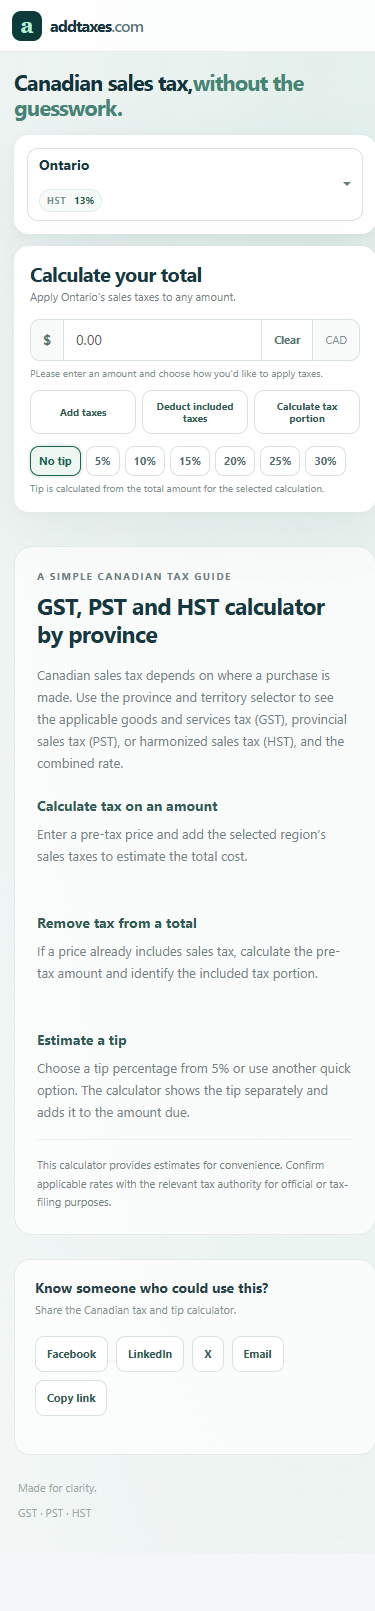 a addtaxes.com
Canadian sales tax,without the
guesswork.
Ontario
HST 13%
Calculate your total
Apply Ontario's sales taxes to any amount.
$ 0.00 Clear CAD
PLease enter an amount and choose how you'd like to apply taxes.
Add taxes
Deduct included
taxes
Calculate tax
portion
No tip 5% 10% 15% 20% 25% 30%
Tip is calculated from the total amount for the selected calculation.
A SIMPLE CANADIAN TAX GUIDE
GST, PST and HST calculator
by province
Canadian sales tax depends on where a purchase is
made. Use the province and territory selector to see
the applicable goods and services tax (GST), provincial
sales tax (PST), or harmonized sales tax (HST), and the
combined rate.
Calculate tax on an amount
Enter a pre-tax price and add the selected region's
sales taxes to estimate the total cost.
Remove tax from a total
If a price already includes sales tax, calculate the pre-
tax amount and identify the included tax portion.
Estimate a tip
Choose a tip percentage from 5% or use another quick
option. The calculator shows the tip separately and
adds it to the amount due.
This calculator provides estimates for convenience. Confirm
applicable rates with the relevant tax authority for official or tax-
filing purposes.
Know someone who could use this?
Share the Canadian tax and tip calculator.
Facebook LinkedIn X Email
Copy link
Made for clarity.
GST · PST · HST